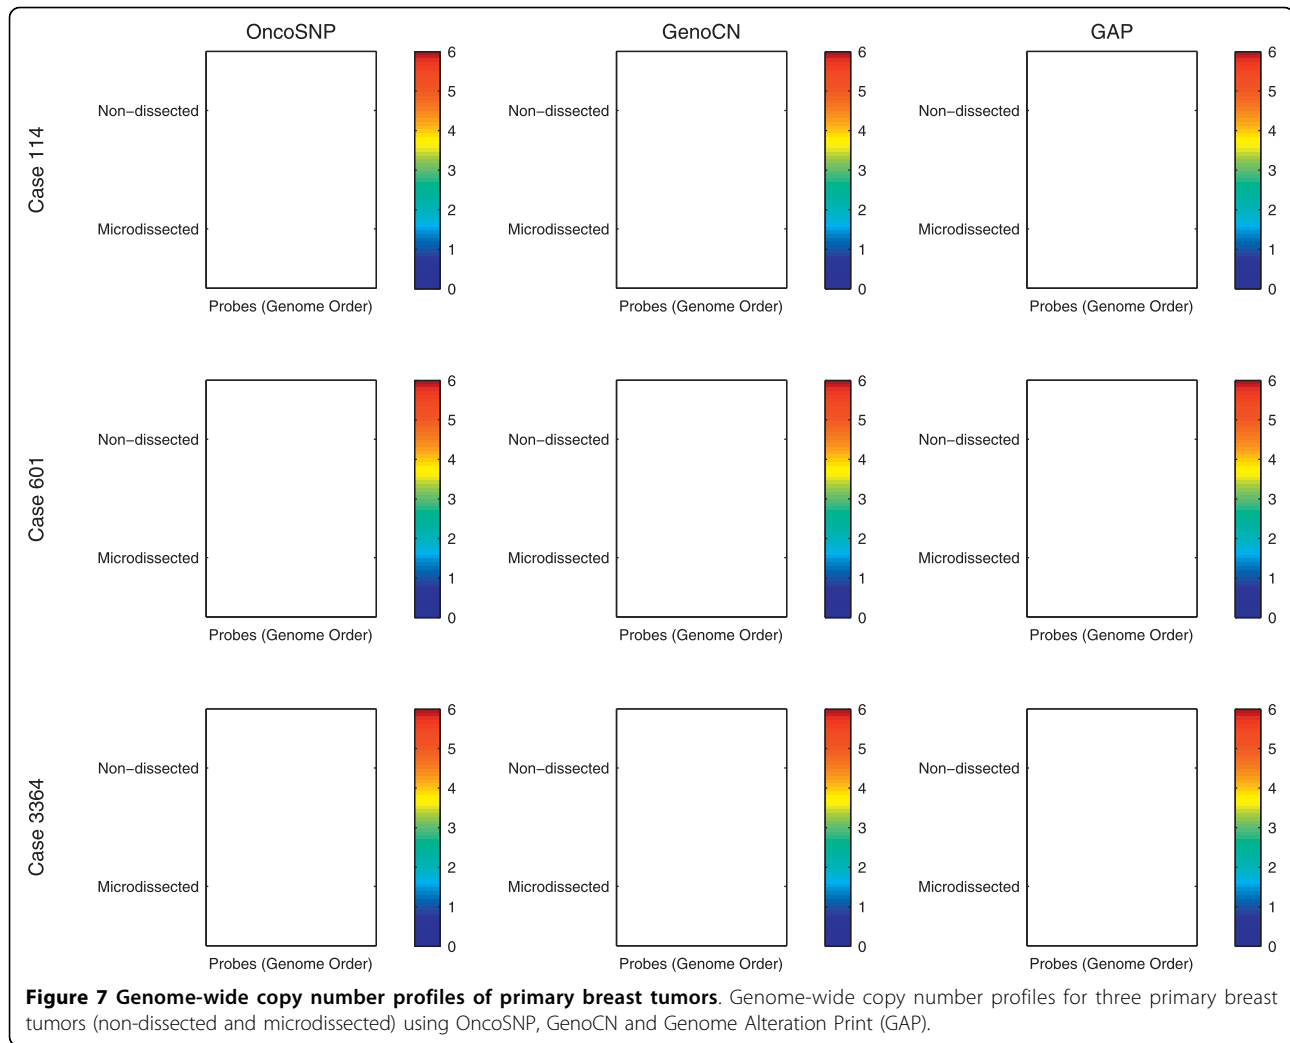 OncoSNP GenoCN GAP
Case 114
Non−dissected 6 Non−dissected 6 Non−dissected 6
5 5 5
4 4 4
3 3 3
Microdissected 2 Microdissected 2 Microdissected 2
1 1 1
0 0 0
Probes (Genome Order) Probes (Genome Order) Probes (Genome Order)
Case 601
Non−dissected 6 Non−dissected 6 Non−dissected 6
5 5 5
4 4 4
3 3 3
Microdissected 2 Microdissected 2 Microdissected 2
1 1 1
0 0 0
Probes (Genome Order) Probes (Genome Order) Probes (Genome Order)
Case 3364
Non−dissected 6 Non−dissected 6 Non−dissected 6
5 5 5
4 4 4
3 3 3
Microdissected 2 Microdissected 2 Microdissected 2
1 1 1
0 0 0
Probes (Genome Order) Probes (Genome Order) Probes (Genome Order)
Figure 7 Genome-wide copy number profiles of primary breast tumors. Genome-wide copy number profiles for three primary breast
tumors (non-dissected and microdissected) using OncoSNP, GenoCN and Genome Alteration Print (GAP).